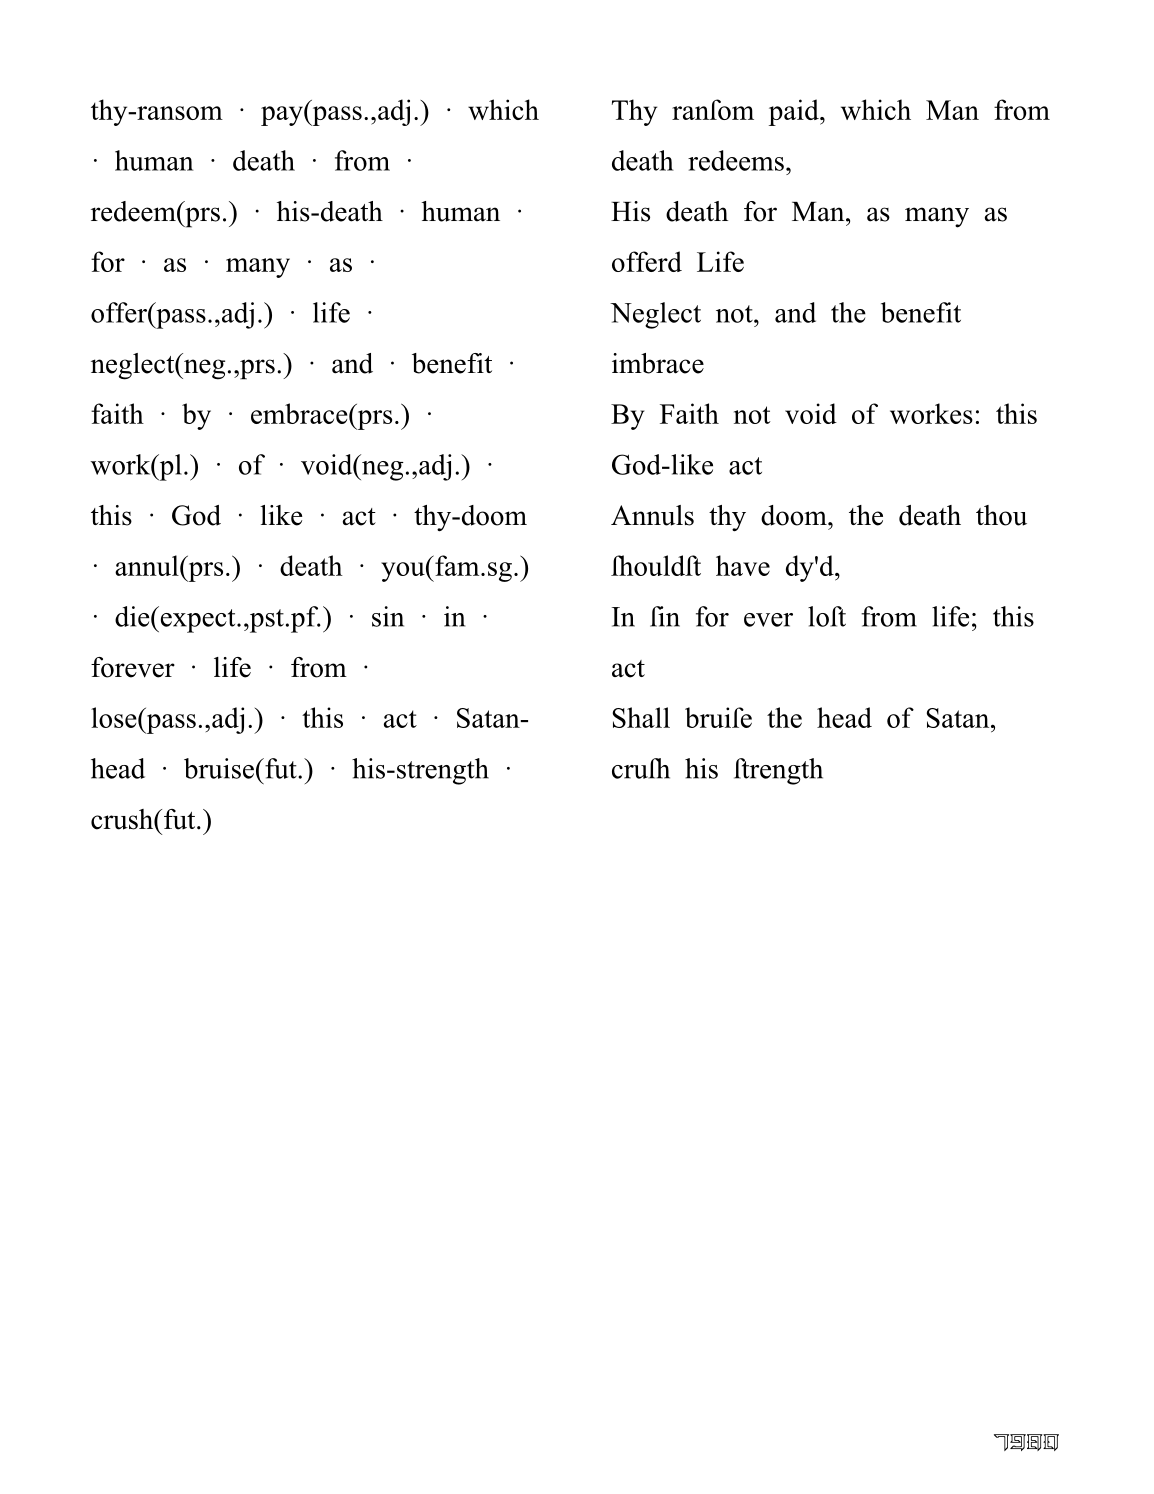 thy-ransom · pay(pass.,adj.) · which
· human · death · from ·
redeem(prs.) · his-death · human ·
for · as · many · as ·
offer(pass.,adj.) · life ·
neglect(neg.,prs.) · and · benefit ·
faith · by · embrace(prs.) ·
work(pl.) · of · void(neg.,adj.) ·
this · God · like · act · thy-doom
· annul(prs.) · death · you(fam.sg.)
· die(expect.,pst.pf.) · sin · in ·
forever · life · from ·
lose(pass.,adj.) · this · act · Satan-
head · bruise(fut.) · his-strength ·
crush(fut.)
Thy ranſom paid, which Man from
death redeems,
His death for Man, as many as
offerd Life
Neglect not, and the benefit
imbrace
By Faith not void of workes: this
God-like act
Annuls thy doom, the death thou
ſhouldſt have dy'd,
In ſin for ever loſt from life; this
act
Shall bruiſe the head of Satan,
cruſh his ſtrength